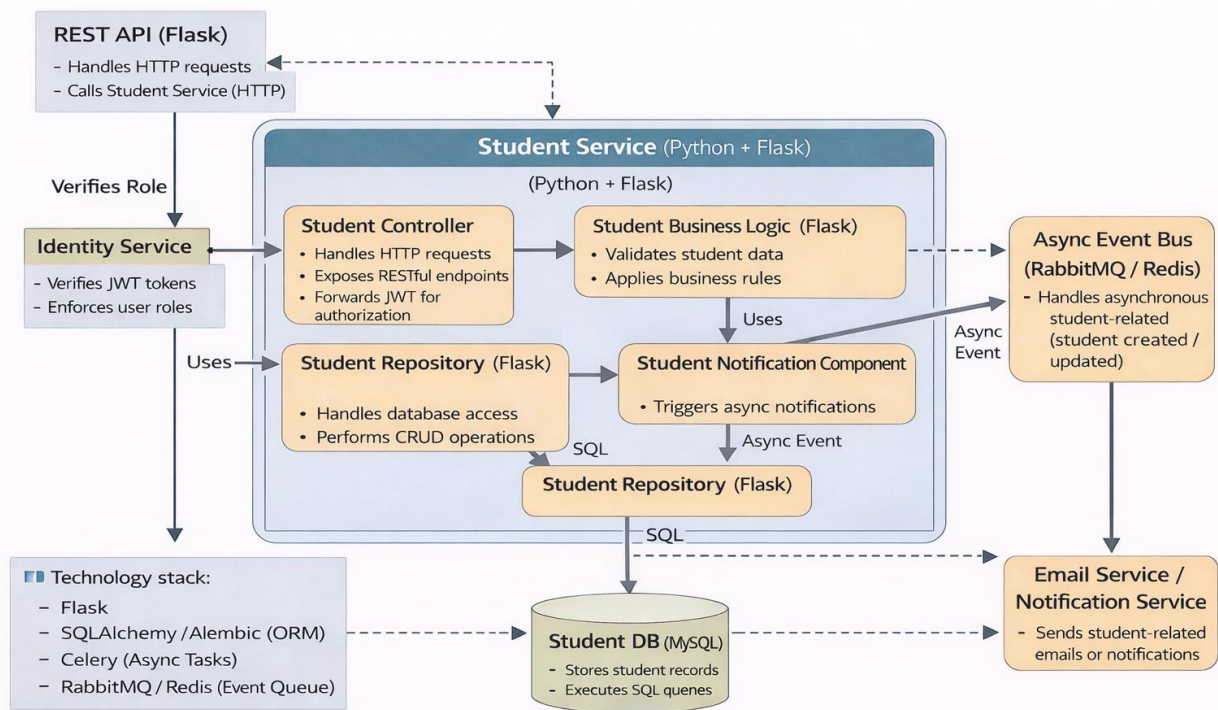 REST API (Flask)
- Handles HTTP requests
- Calls Student Service (HTTP)
Verifies Role
Identity Service
- Verifies JWT tokens
- Enforces user roles
Student Service (Python + Flask)
(Python + Flask)
Student Controller
• Handles HTTP requests
• Exposes RESTful endpoints
• Forwards JWT for
authorization
Student Business Logic (Flask)
• Validates student data
• Applies business rules
Uses
Uses
Student Repository (Flask)
• Handles database access
• Performs CRUD operations
Student Notification Component
• Triggers async notifications
SQL
Async Event
Student Repository (Flask)
SQL
Async
Event
Async Event Bus
(RabbitMQ / Redis)
- Handles asynchronous
student-related
(student created /
updated)
Technology stack:
- Flask
- SQLAlchemy / Alembic (ORM)
- Celery (Async Tasks)
- RabbitMQ / Redis (Event Queue)
Student DB (MySQL)
- Stores student records
- Executes SQL quenes
Email Service /
Notification Service
- Sends student-related
emails or notifications